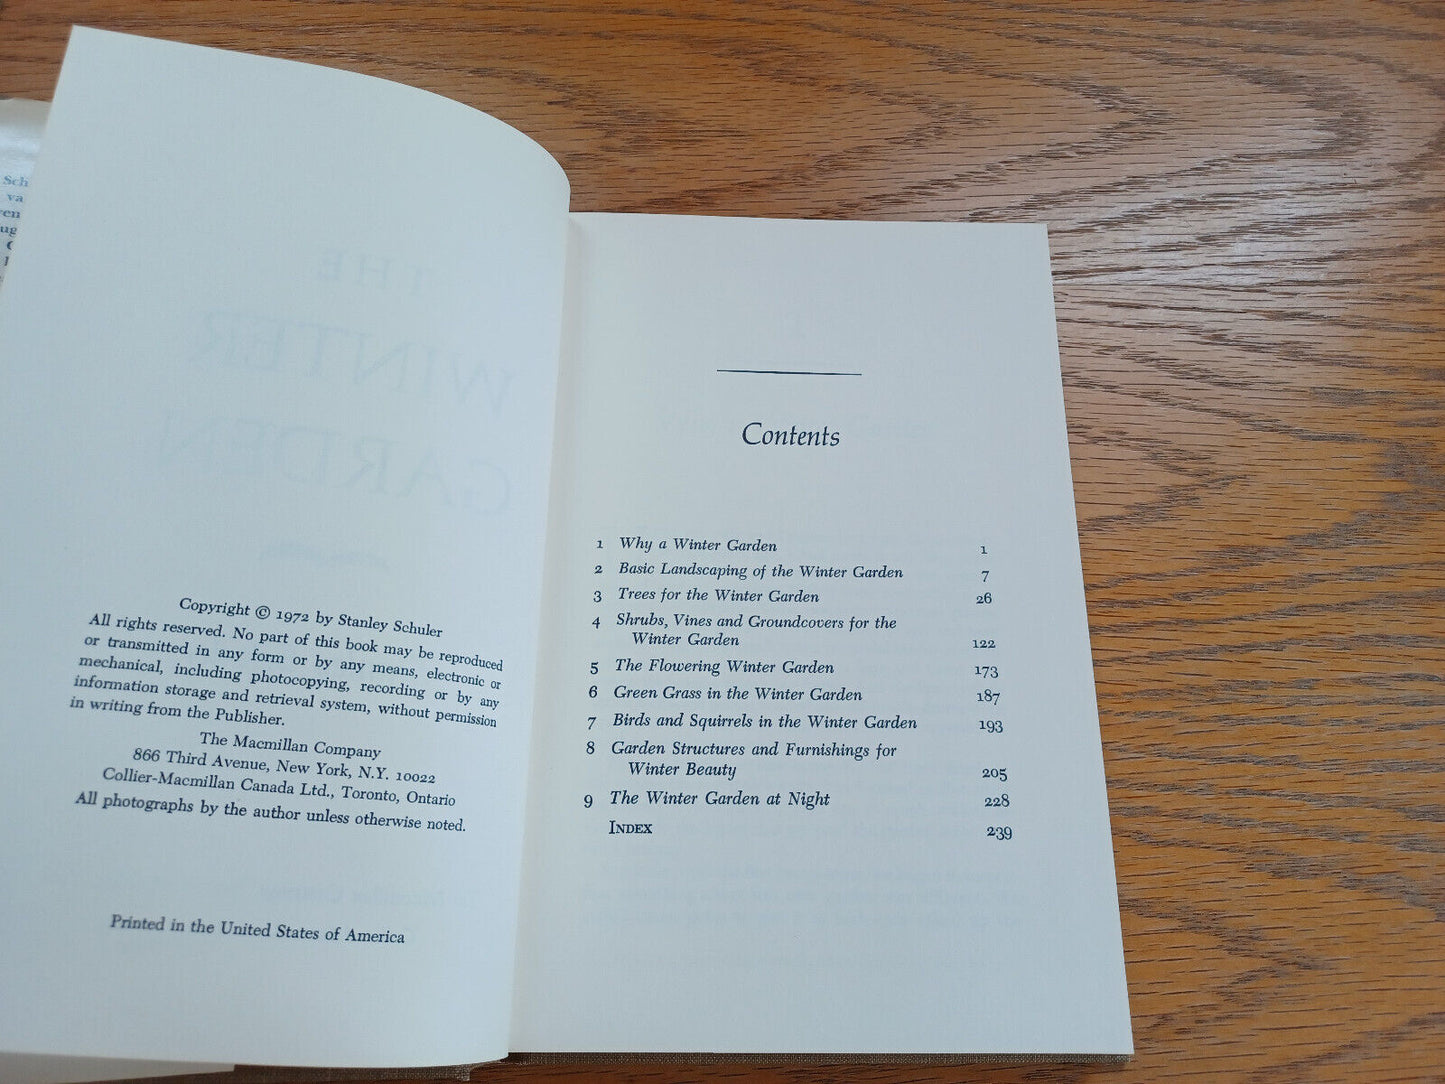 Sch
va
THE
WINTER
GARDEN
Copyright © 1972 by Stanley Schuler
All rights reserved. No part of this book may be reproduced
or transmitted in any form or by any means, electronic or
mechanical, including photocopying, recording or by any
information storage and retrieval system, without permission
in writing from the Publisher.
The Macmillan Company
866 Third Avenue, New York, N.Y. 10022
Collier-Macmillan Canada Ltd., Toronto, Ontario
All photographs by the author unless otherwise noted.
Printed in the United States of America
Contents
1 Why a Winter Garden 1
2 Basic Landscaping of the Winter Garden 7
3 Trees for the Winter Garden 26
4 Shrubs, Vines and Groundcovers for the
Winter Garden 122
5 The Flowering Winter Garden 173
6 Green Grass in the Winter Garden 187
7 Birds and Squirrels in the Winter Garden 193
8 Garden Structures and Furnishings for
Winter Beauty 205
9 The Winter Garden at Night 228
INDEX 239